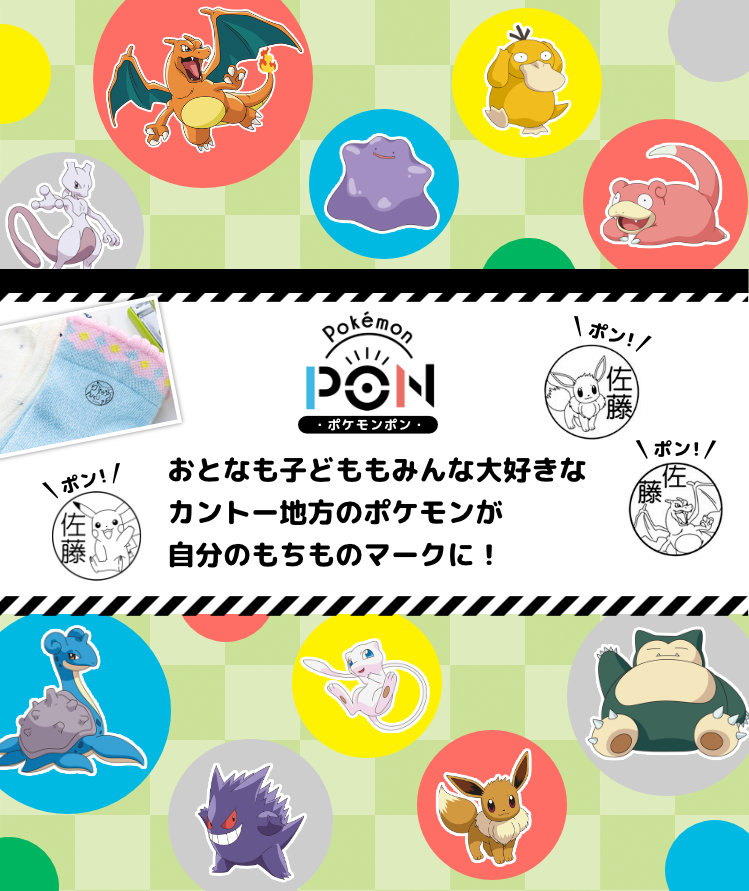 Pokémon
PON
・ポケモンポン・
ポン!
佐藤
ポン!
佐藤
ポン!
佐藤
おとなも子どももみんな大好きな
カントー地方のポケモンが
自分のもちものマークに！